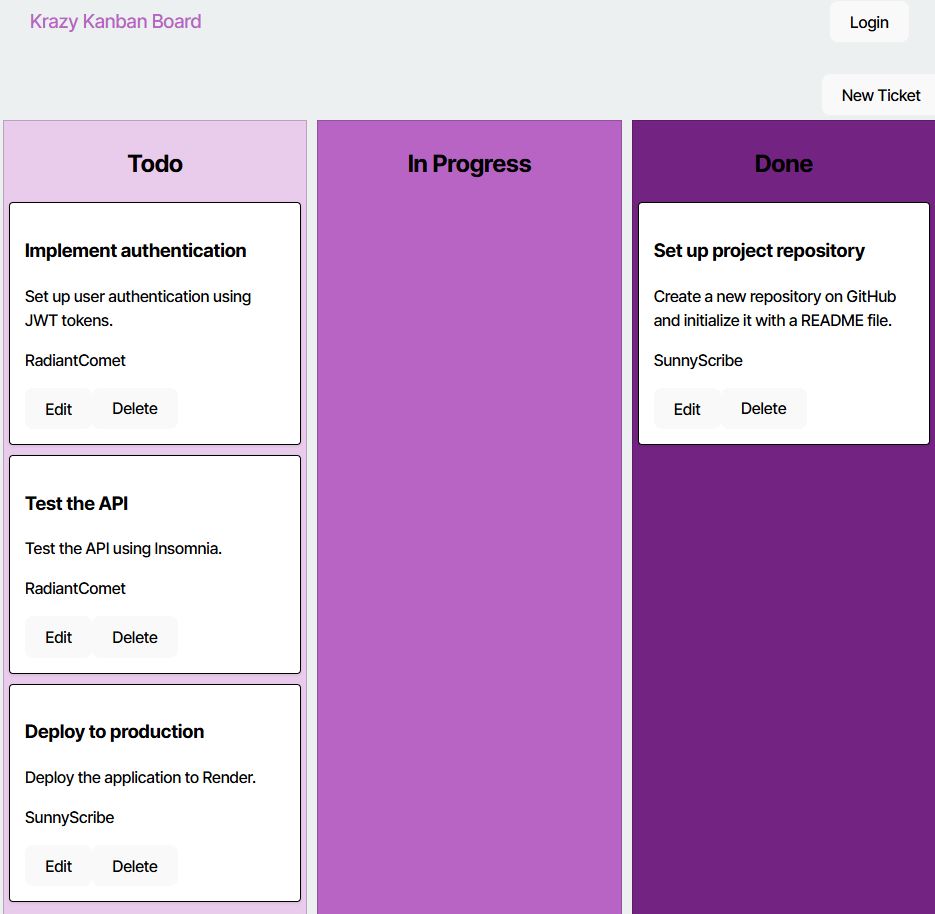 Krazy Kanban Board
Login
New Ticket
Todo
Implement authentication
Set up user authentication using
JWT tokens.
RadiantComet
Edit
Delete
Test the API
Test the API using Insomnia.
RadiantComet
Edit
Delete
Deploy to production
Deploy the application to Render.
SunnyScribe
Edit
Delete
In Progress
Done
Set up project repository
Create a new repository on GitHub
and initialize it with a README file.
SunnyScribe
Edit
Delete